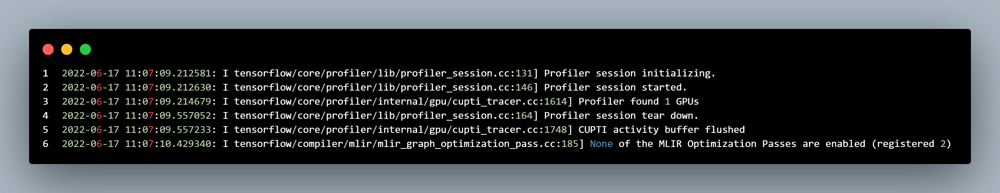 1 2022-06-17 11:07:09.212581: I tensorflow/core/profiler/lib/profiler_session.cc:131] Profiler session initializing.
2 2022-06-17 11:07:09.212630: I tensorflow/core/profiler/lib/profiler_session.cc:146] Profiler session started.
3 2022-06-17 11:07:09.214679: I tensorflow/core/profiler/internal/gpu/cupti_tracer.cc:1614] Profiler found 1 GPUs
4 2022-06-17 11:07:09.557052: I tensorflow/core/profiler/lib/profiler_session.cc:164] Profiler session tear down.
5 2022-06-17 11:07:09.557233: I tensorflow/core/profiler/internal/gpu/cupti_tracer.cc:1748] CUPTI activity buffer flushed
6 2022-06-17 11:07:10.429340: I tensorflow/compiler/mlir/mlir_graph_optimization_pass.cc:185] None of the MLIR Optimization Passes are enabled (registered 2)